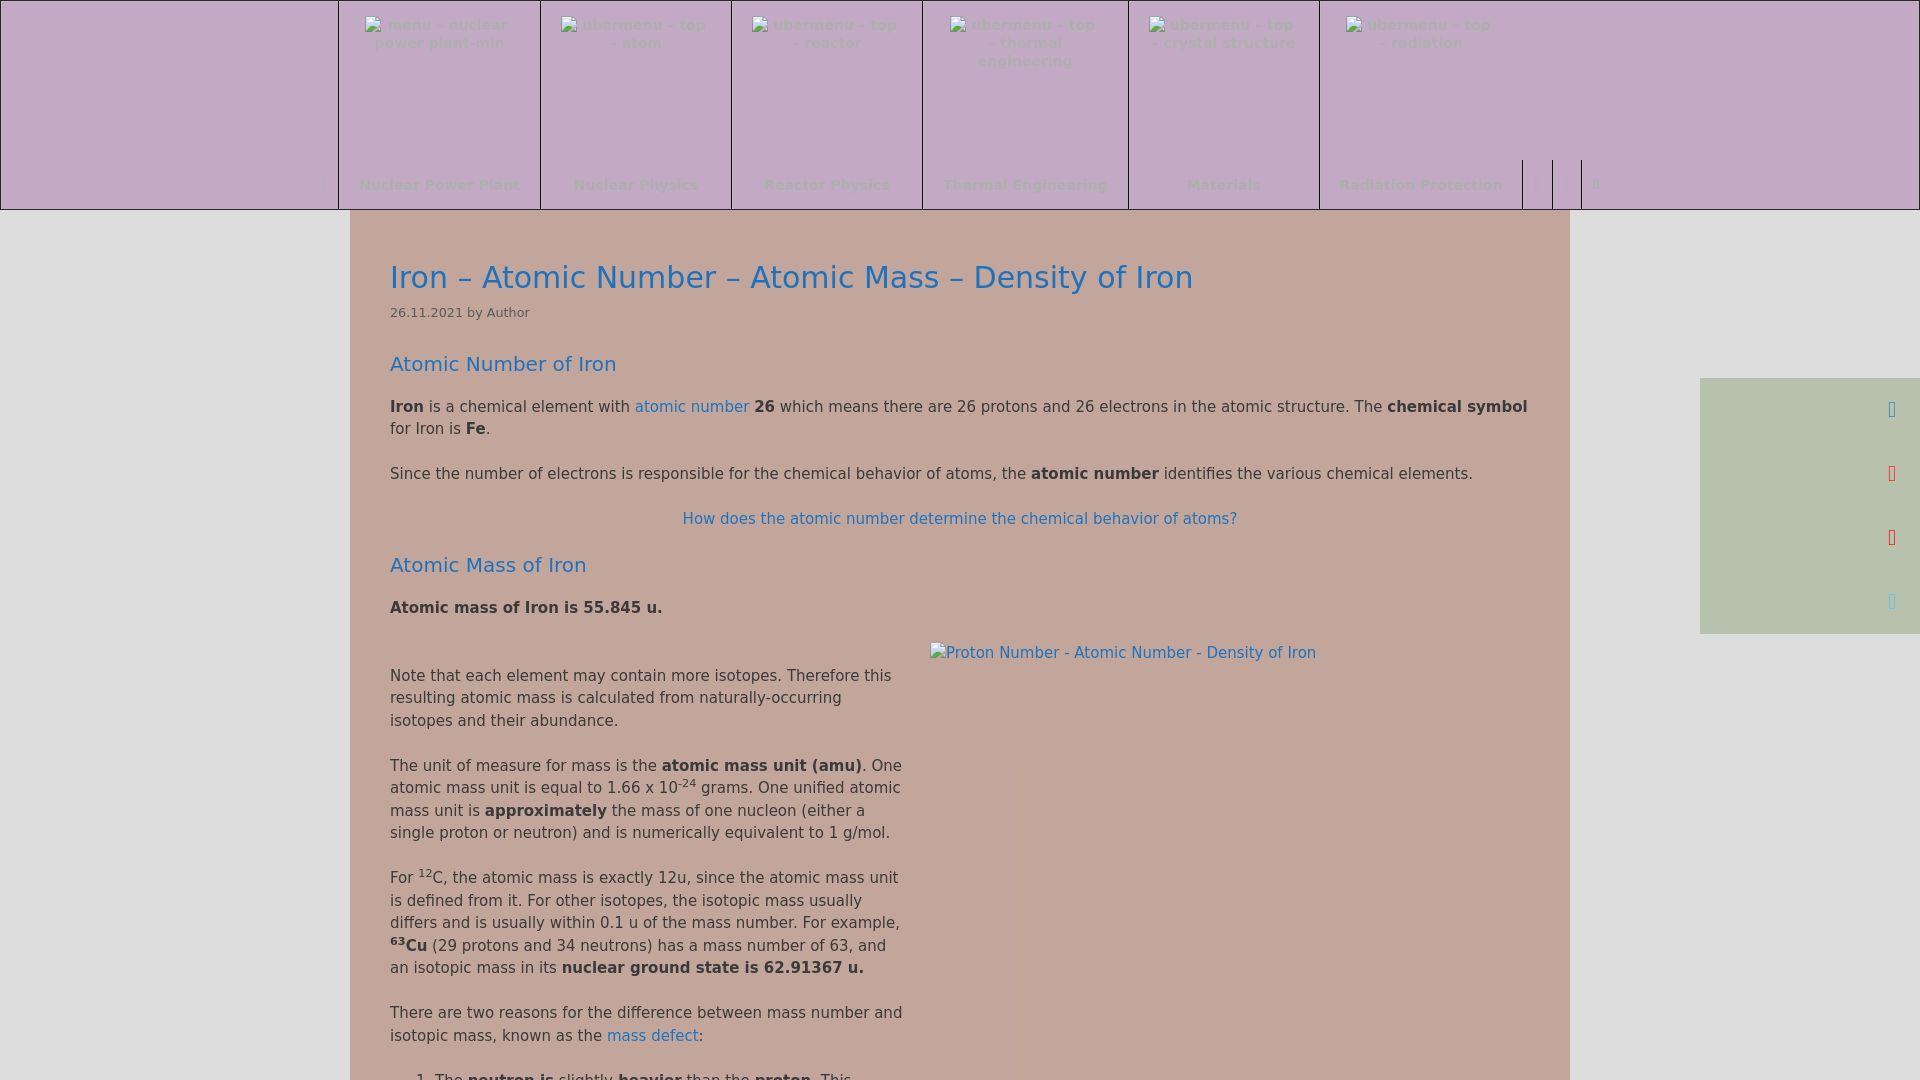 menu - nuclear
power plant-min
ubermenu - top
- atom
ubermenu - top
- reactor
ubermenu - top
- thermal
engineering
ubermenu - top
- crystal structure
ubermenu - top
- radiation
Nuclear Power Plant
Nuclear Physics
Reactor Physics
Thermal Engineering
Materials
Radiation Protection
Iron – Atomic Number – Atomic Mass – Density of Iron
26.11.2021 by Author
Atomic Number of Iron
Iron is a chemical element with atomic number 26 which means there are 26 protons and 26 electrons in the atomic structure. The chemical symbol
for Iron is Fe.
Since the number of electrons is responsible for the chemical behavior of atoms, the atomic number identifies the various chemical elements.
How does the atomic number determine the chemical behavior of atoms?
Atomic Mass of Iron
Atomic mass of Iron is 55.845 u.
Proton Number - Atomic Number - Density of Iron
Note that each element may contain more isotopes. Therefore this
resulting atomic mass is calculated from naturally-occurring
isotopes and their abundance.
The unit of measure for mass is the atomic mass unit (amu). One
atomic mass unit is equal to 1.66 x 10-24 grams. One unified atomic
mass unit is approximately the mass of one nucleon (either a
single proton or neutron) and is numerically equivalent to 1 g/mol.
For 12C, the atomic mass is exactly 12u, since the atomic mass unit
is defined from it. For other isotopes, the isotopic mass usually
differs and is usually within 0.1 u of the mass number. For example,
63Cu (29 protons and 34 neutrons) has a mass number of 63, and
an isotopic mass in its nuclear ground state is 62.91367 u.
There are two reasons for the difference between mass number and
isotopic mass, known as the mass defect:
1. The neutron is slightly heavier than the proton. This